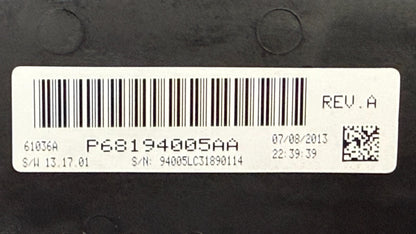 REV.A
61036A P68194005AA 07/08/2013
S/W 13.17.01 S/N: 94005LC31890114 22:39:39